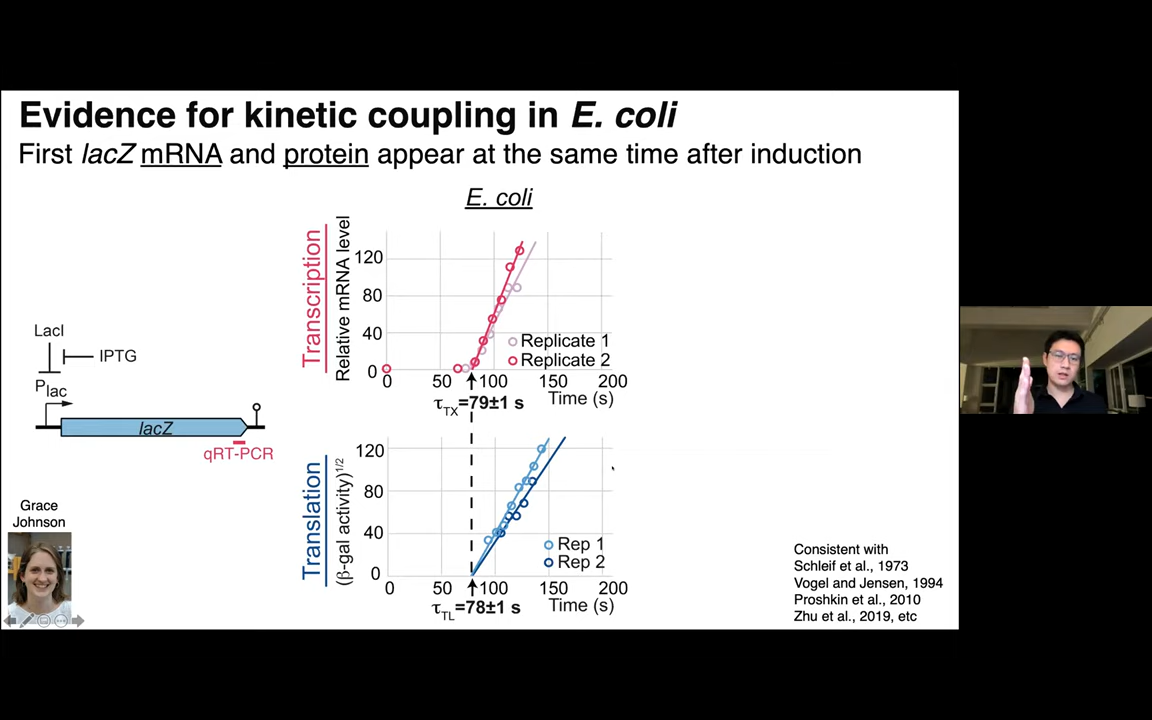 Evidence for kinetic coupling in E. coli
First lacZ mRNA and protein appear at the same time after induction
E. coli
Transcription
Relative mRNA level
120
80
40
0
0
50
100
150
200
Time (s)
Replicate 1
Replicate 2
τTX=79±1 s
LacI
IPTG
Plac
lacZ
qRT-PCR
Translation
(β-gal activity)1/2
120
80
40
0
0
50
100
150
200
Time (s)
Rep 1
Rep 2
τTL=78±1 s
Grace
Johnson
Consistent with
Schleif et al., 1973
Vogel and Jensen, 1994
Proshkin et al., 2010
Zhu et al., 2019, etc